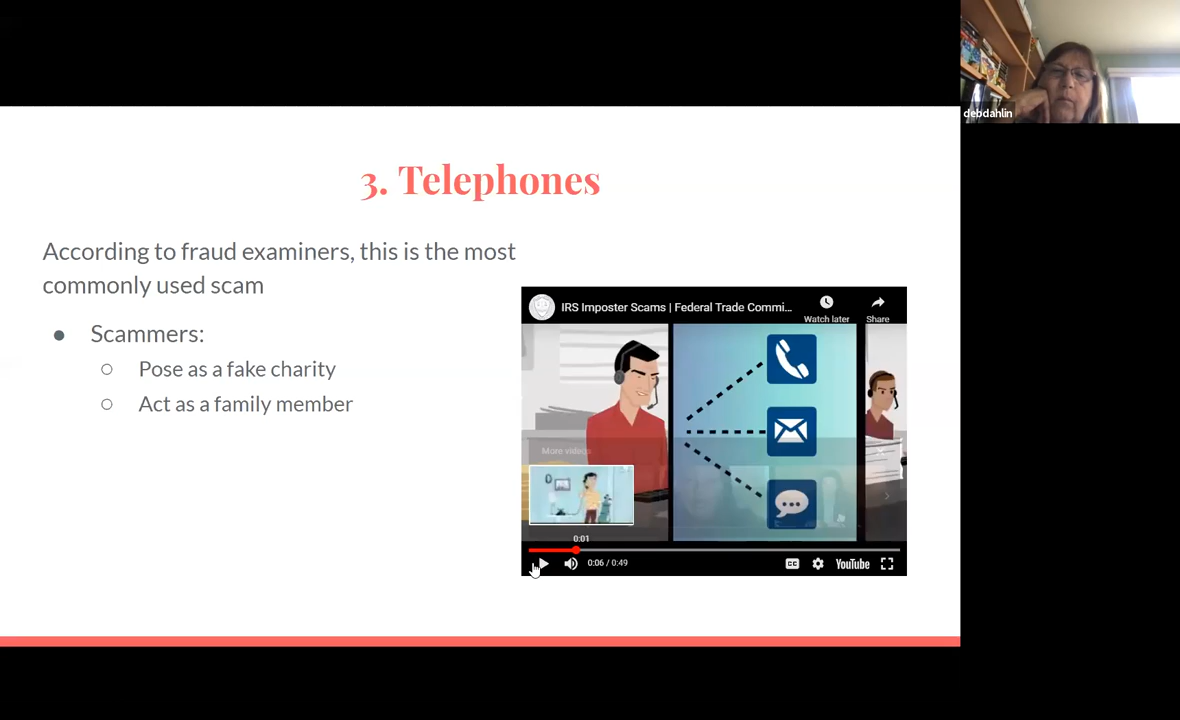 debdahlin
3. Telephones
According to fraud examiners, this is the most
commonly used scam
● Scammers:
○ Pose as a fake charity
○ Act as a family member
IRS Imposter Scams | Federal Trade Commi...
Watch later
Share
More videos
0:01
0:06 / 0:49
CC
YouTube